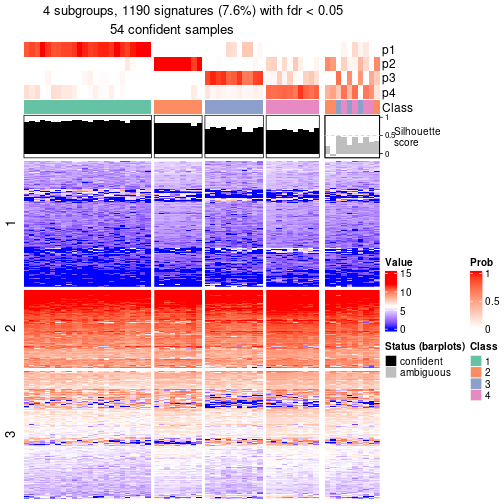 4 subgroups, 1190 signatures (7.6%) with fdr < 0.05
54 confident samples
p1
p2
p3
p4
Class
1
0.5
0
Silhouette
score
1
2
3
Value
15
10
5
0
Prob
1
0.5
0
Status (barplots)
confident
ambiguous
Class
1
2
3
4